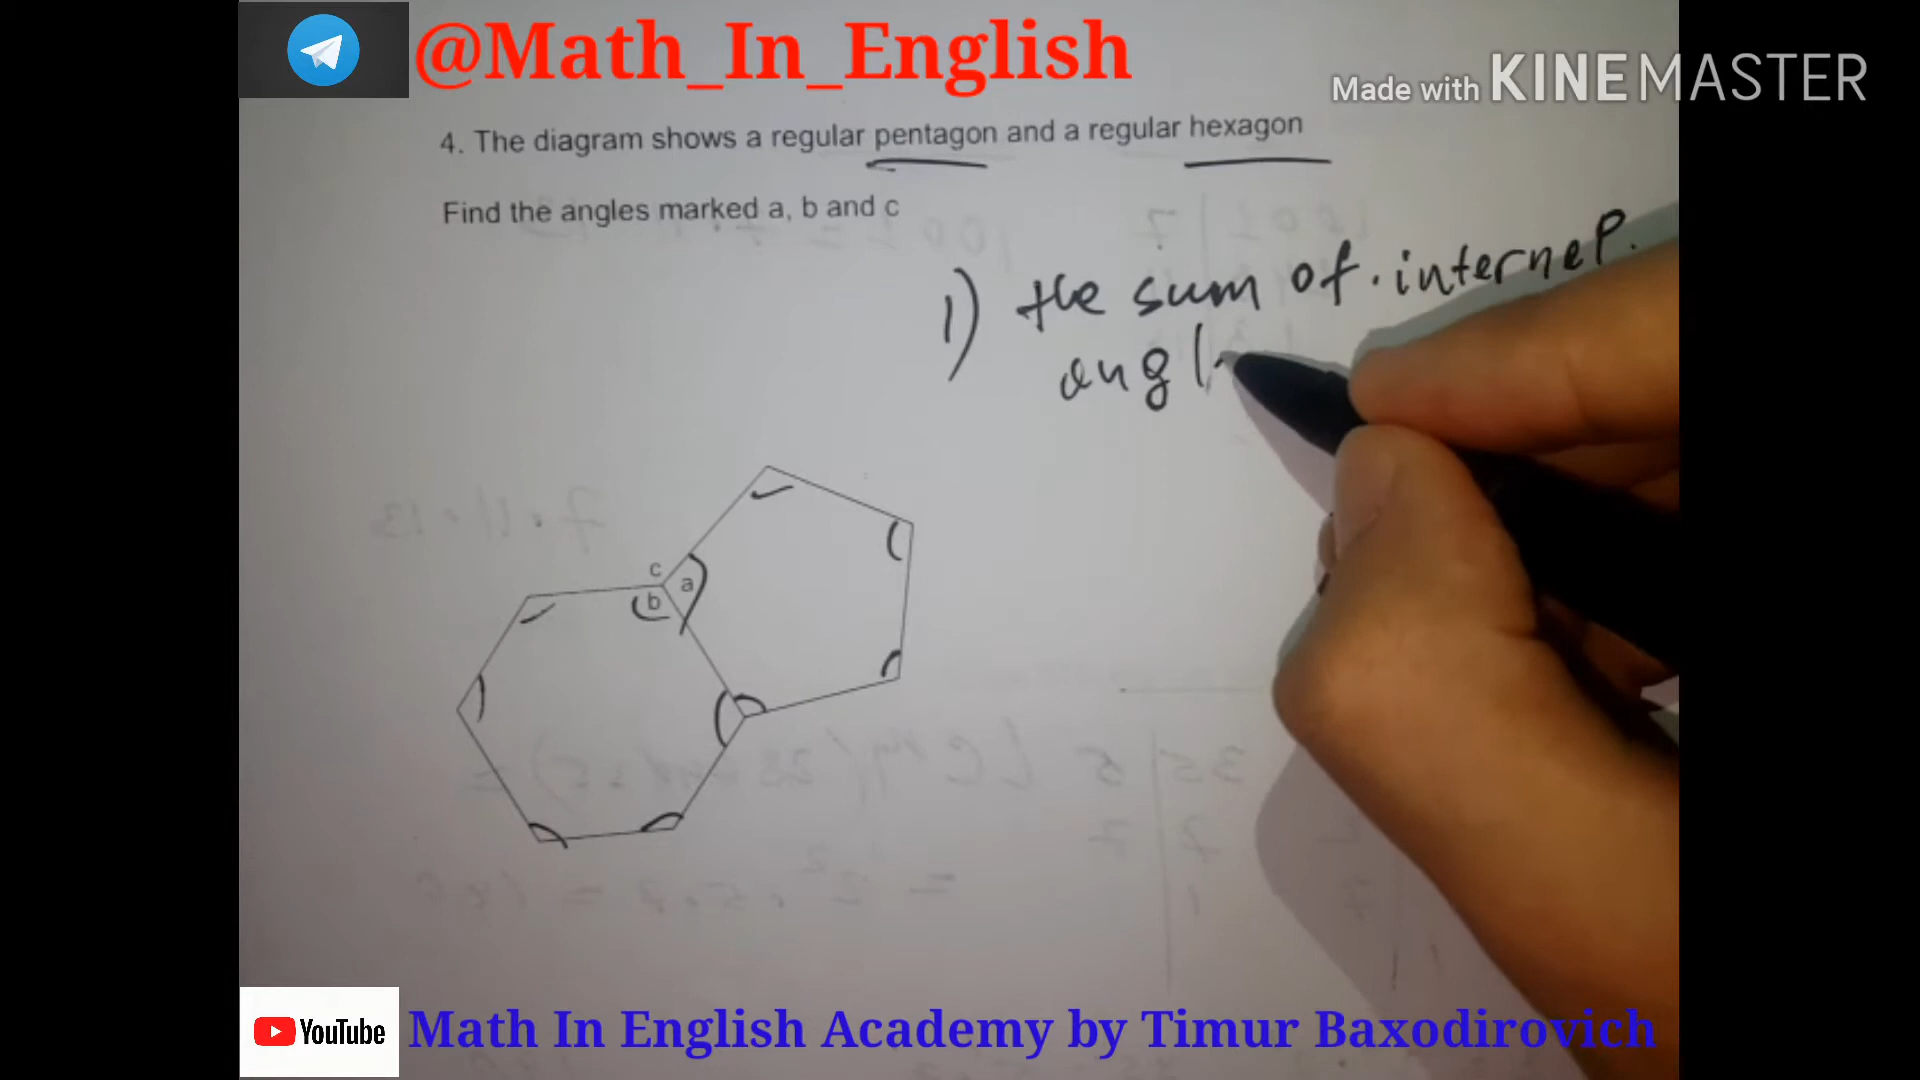 @Math_In_English
Made with KINEMASTER
4. The diagram shows a regular pentagon and a regular hexagon
Find the angles marked a, b and c
1) the sum of. internel.
angl
c
a
b
YouTube
Math In English Academy by Timur Baxodirovich